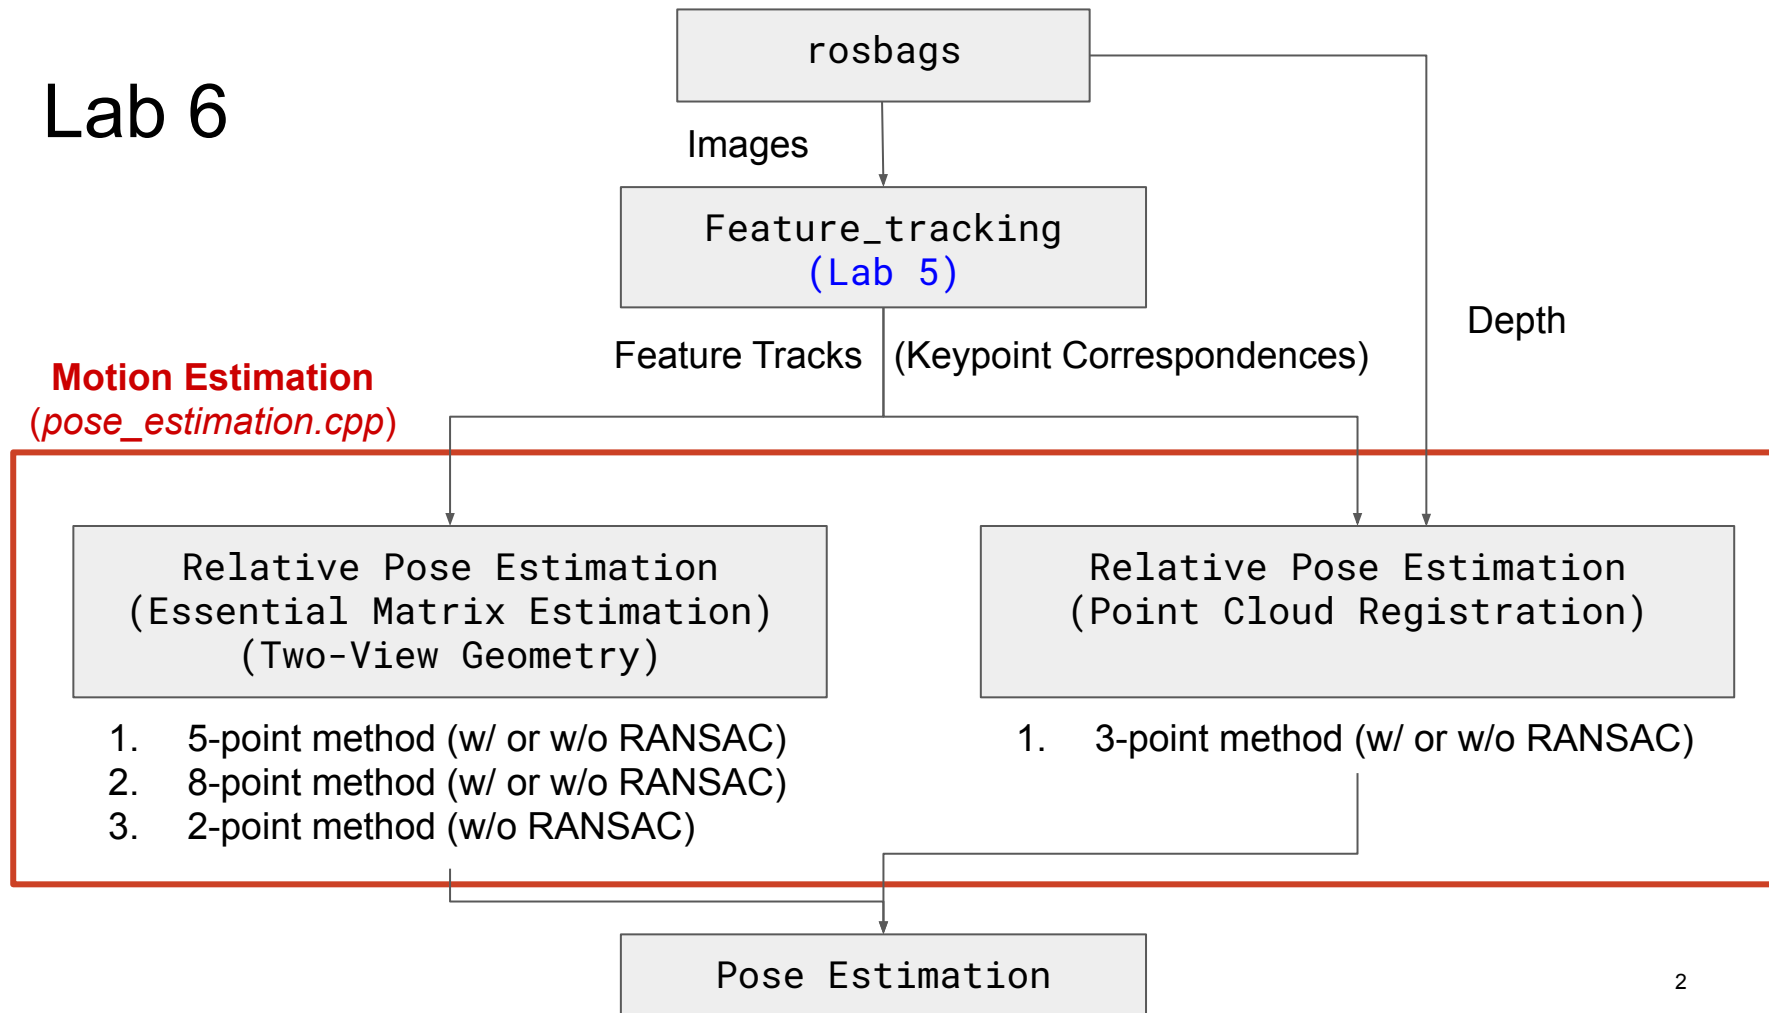 Lab 6
rosbags
Images
Feature_tracking
(Lab 5)
Depth
Feature Tracks (Keypoint Correspondences)
Motion Estimation
(pose_estimation.cpp)
Relative Pose Estimation
(Essential Matrix Estimation)
(Two-View Geometry)
Relative Pose Estimation
(Point Cloud Registration)
1. 5-point method (w/ or w/o RANSAC)
2. 8-point method (w/ or w/o RANSAC)
3. 2-point method (w/o RANSAC)
1. 3-point method (w/ or w/o RANSAC)
Pose Estimation
2